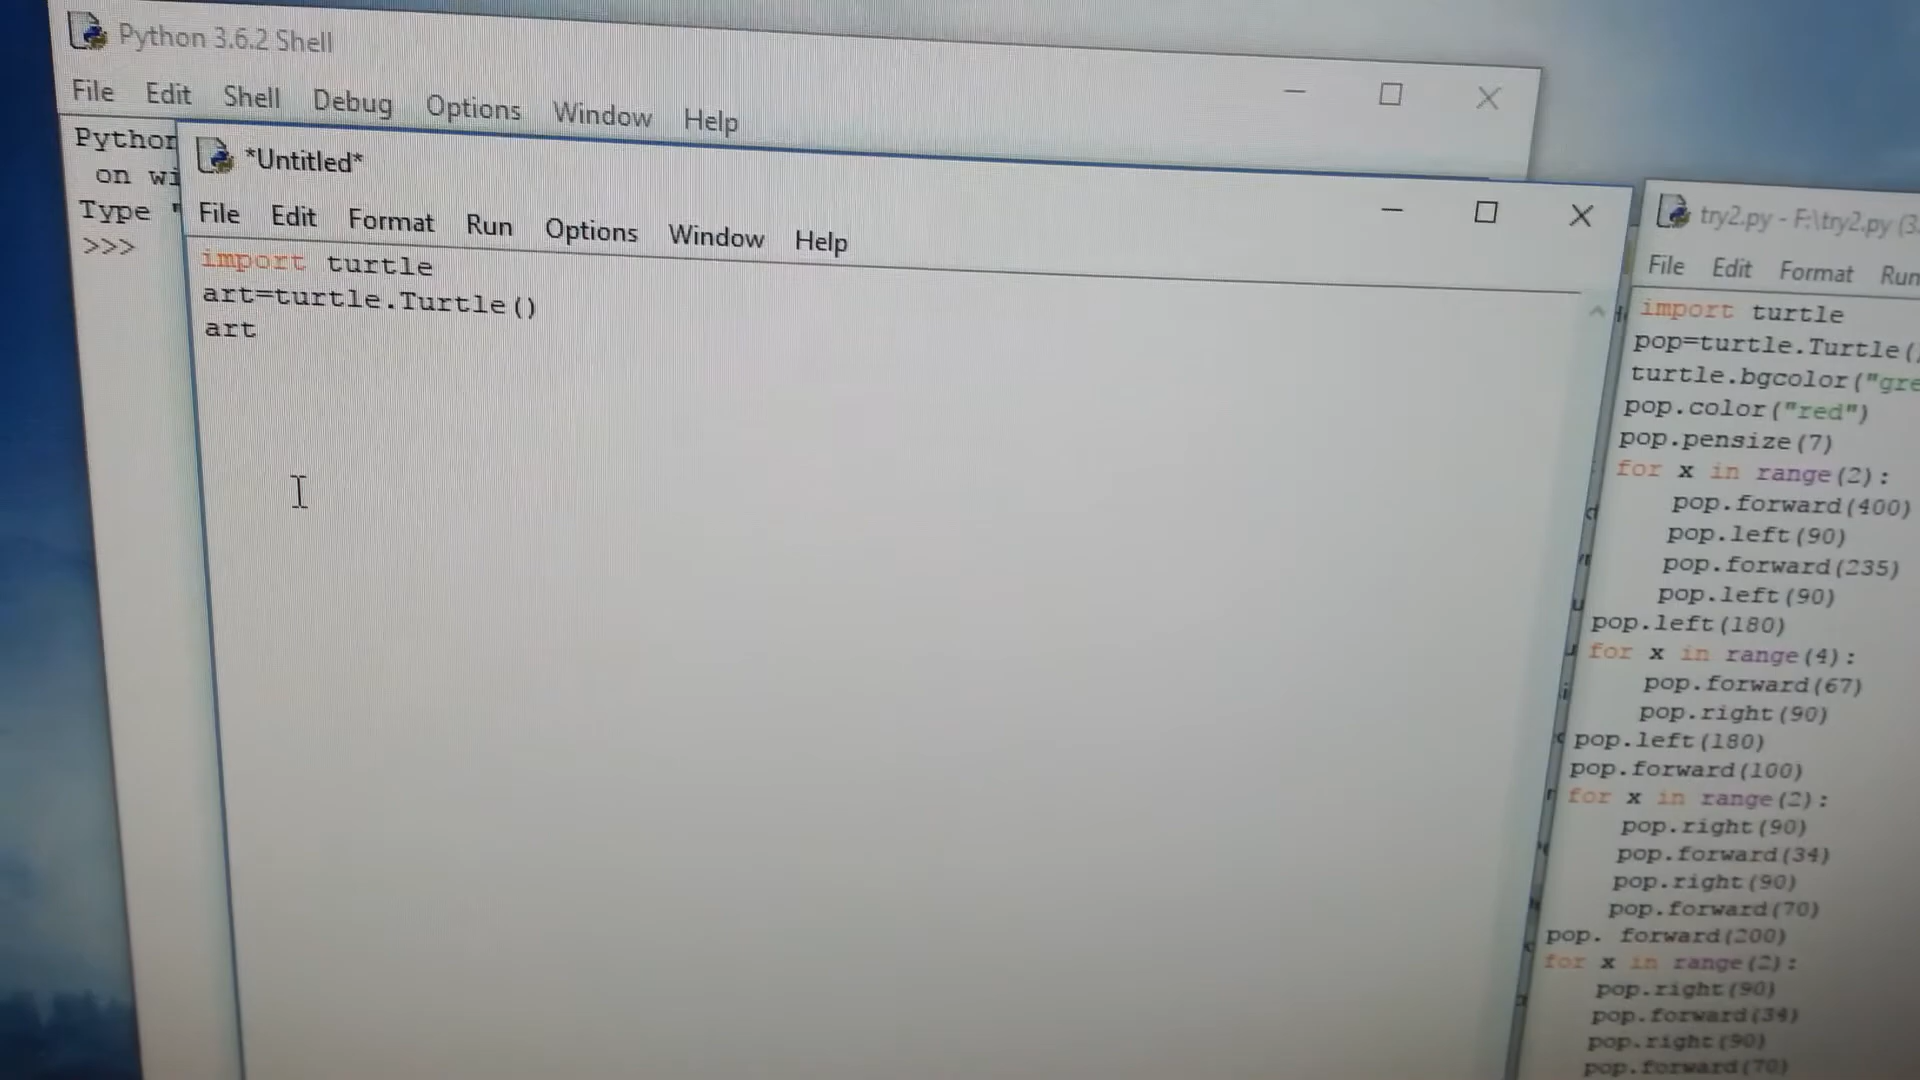 Python 3.6.2 Shell
File Edit Shell Debug Options Window Help
Python
on wi
Type "
>>>
*Untitled*
File Edit Format Run Options Window Help
import turtle
art=turtle.Turtle()
art
try2.py - F:\try2.py (3.
File Edit Format Run
import turtle
pop=turtle.Turtle(
turtle.bgcolor("gre
pop.color("red")
pop.pensize(7)
for x in range(2):
pop.forward(400)
pop.left(90)
pop.forward(235)
pop.left(90)
pop.left(180)
for x in range(4):
pop.forward(67)
pop.right(90)
pop.left(180)
pop.forward(100)
for x in range(2):
pop.right(90)
pop.forward(34)
pop.right(90)
pop.forward(70)
pop. forward(200)
for x in range(2):
pop.right(90)
pop.forward(34)
pop.right(90)
pop.forward(70)